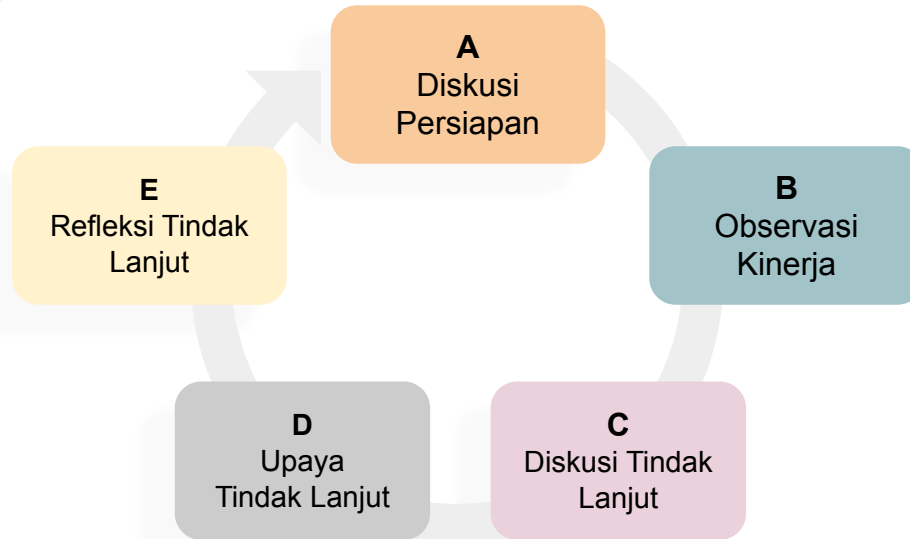 A
Diskusi
Persiapan
B
Observasi
Kinerja
C
Diskusi Tindak
Lanjut
D
Upaya
Tindak Lanjut
E
Refleksi Tindak
Lanjut